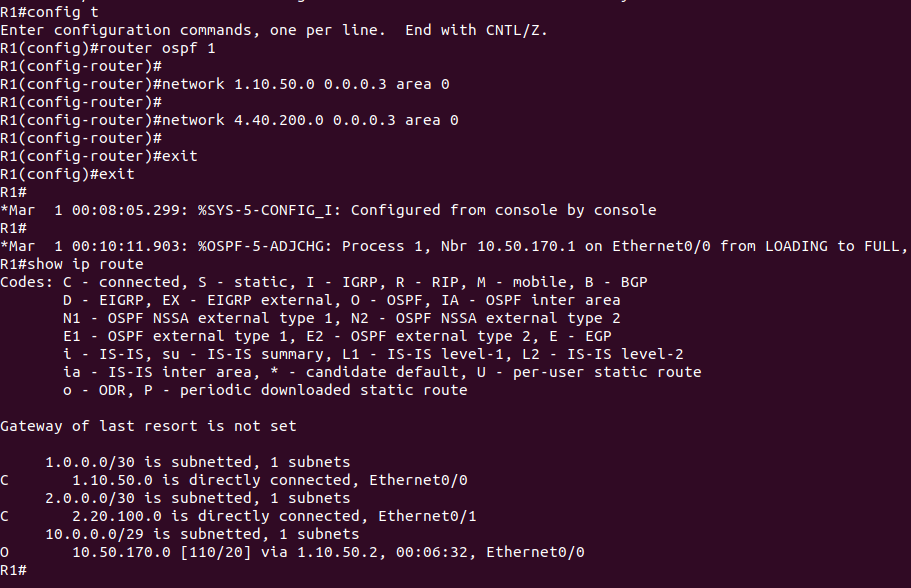 R1#config t
Enter configuration commands, one per line.  End with CNTL/Z.
R1(config)#router ospf 1
R1(config-router)#
R1(config-router)#network 1.10.50.0 0.0.0.3 area 0
R1(config-router)#
R1(config-router)#network 4.40.200.0 0.0.0.3 area 0
R1(config-router)#
R1(config-router)#exit
R1(config)#exit
R1#
*Mar  1 00:08:05.299: %SYS-5-CONFIG_I: Configured from console by console
R1#
*Mar  1 00:10:11.903: %OSPF-5-ADJCHG: Process 1, Nbr 10.50.170.1 on Ethernet0/0 from LOADING to FULL,
R1#show ip route
Codes: C - connected, S - static, I - IGRP, R - RIP, M - mobile, B - BGP
       D - EIGRP, EX - EIGRP external, O - OSPF, IA - OSPF inter area
       N1 - OSPF NSSA external type 1, N2 - OSPF NSSA external type 2
       E1 - OSPF external type 1, E2 - OSPF external type 2, E - EGP
       i - IS-IS, su - IS-IS summary, L1 - IS-IS level-1, L2 - IS-IS level-2
       ia - IS-IS inter area, * - candidate default, U - per-user static route
       o - ODR, P - periodic downloaded static route

Gateway of last resort is not set

     1.0.0.0/30 is subnetted, 1 subnets
C       1.10.50.0 is directly connected, Ethernet0/0
     2.0.0.0/30 is subnetted, 1 subnets
C       2.20.100.0 is directly connected, Ethernet0/1
     10.0.0.0/29 is subnetted, 1 subnets
O       10.50.170.0 [110/20] via 1.10.50.2, 00:06:32, Ethernet0/0
R1#